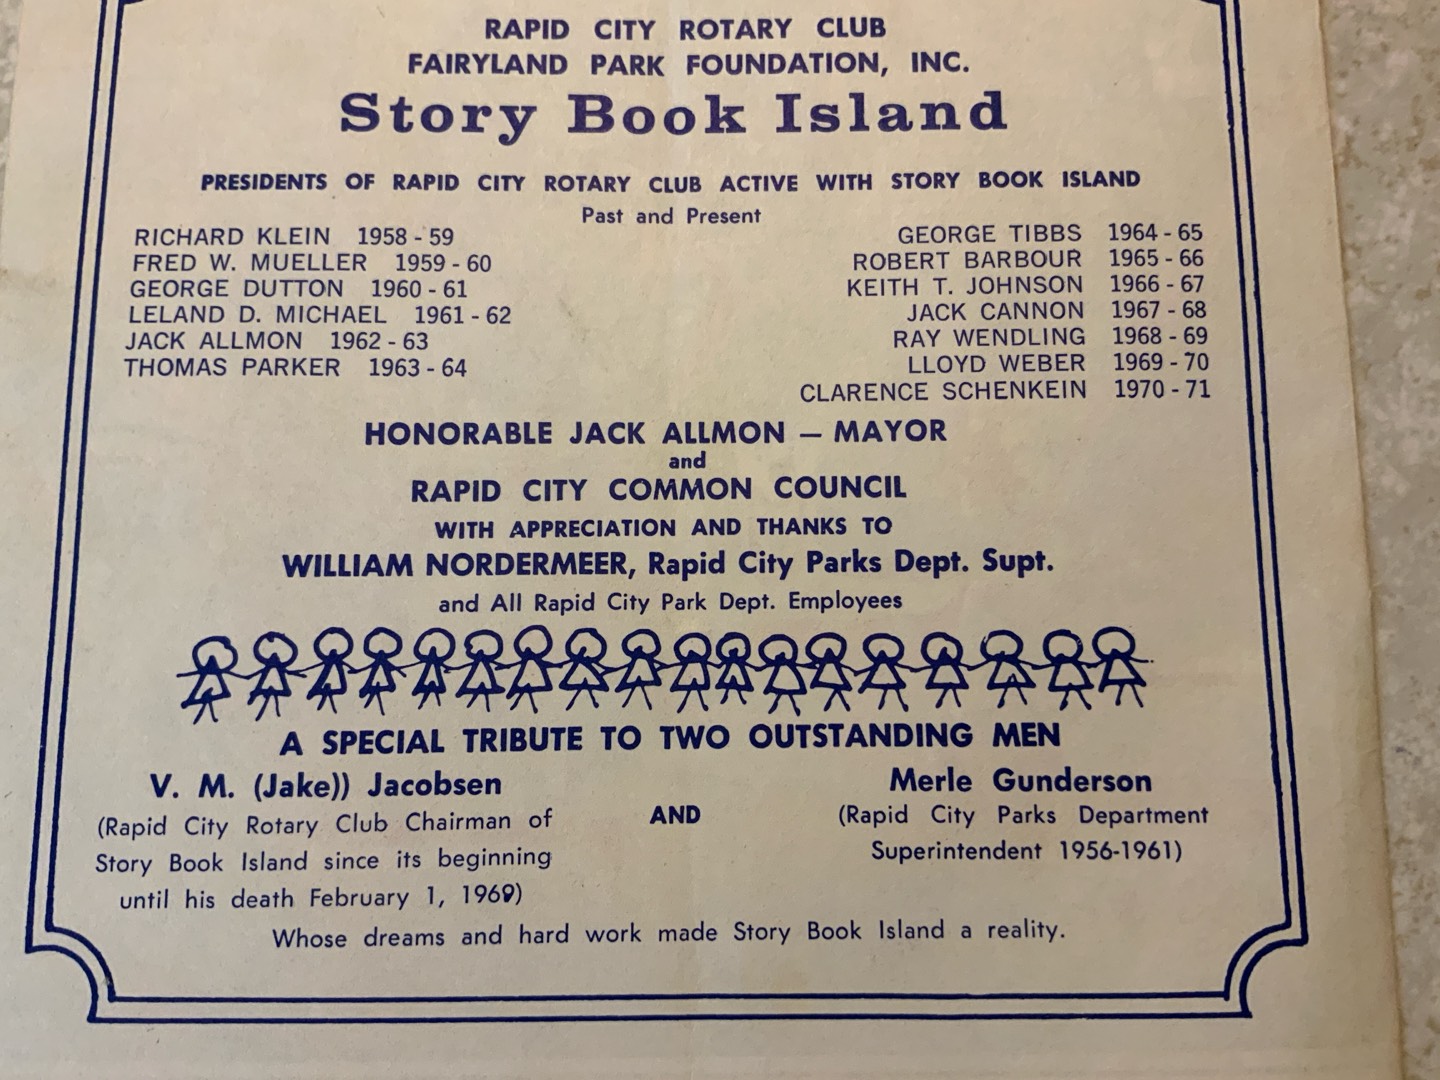 RAPID CITY ROTARY CLUB
FAIRYLAND PARK FOUNDATION, INC.
Story Book Island
PRESIDENTS OF RAPID CITY ROTARY CLUB ACTIVE WITH STORY BOOK ISLAND
Past and Present
RICHARD KLEIN 1958 - 59
FRED W. MUELLER 1959 - 60
GEORGE DUTTON 1960 - 61
LELAND D. MICHAEL 1961 - 62
JACK ALLMON 1962 - 63
THOMAS PARKER 1963 - 64
GEORGE TIBBS 1964 - 65
ROBERT BARBOUR 1965 - 66
KEITH T. JOHNSON 1966 - 67
JACK CANNON 1967 - 68
RAY WENDLING 1968 - 69
LLOYD WEBER 1969 - 70
CLARENCE SCHENKEIN 1970 - 71
HONORABLE JACK ALLMON — MAYOR
and
RAPID CITY COMMON COUNCIL
WITH APPRECIATION AND THANKS TO
WILLIAM NORDERMEER, Rapid City Parks Dept. Supt.
and All Rapid City Park Dept. Employees
A SPECIAL TRIBUTE TO TWO OUTSTANDING MEN
V. M. (Jake)) Jacobsen
(Rapid City Rotary Club Chairman of
Story Book Island since its beginning
until his death February 1, 1969)
AND
Merle Gunderson
(Rapid City Parks Department
Superintendent 1956-1961)
Whose dreams and hard work made Story Book Island a reality.